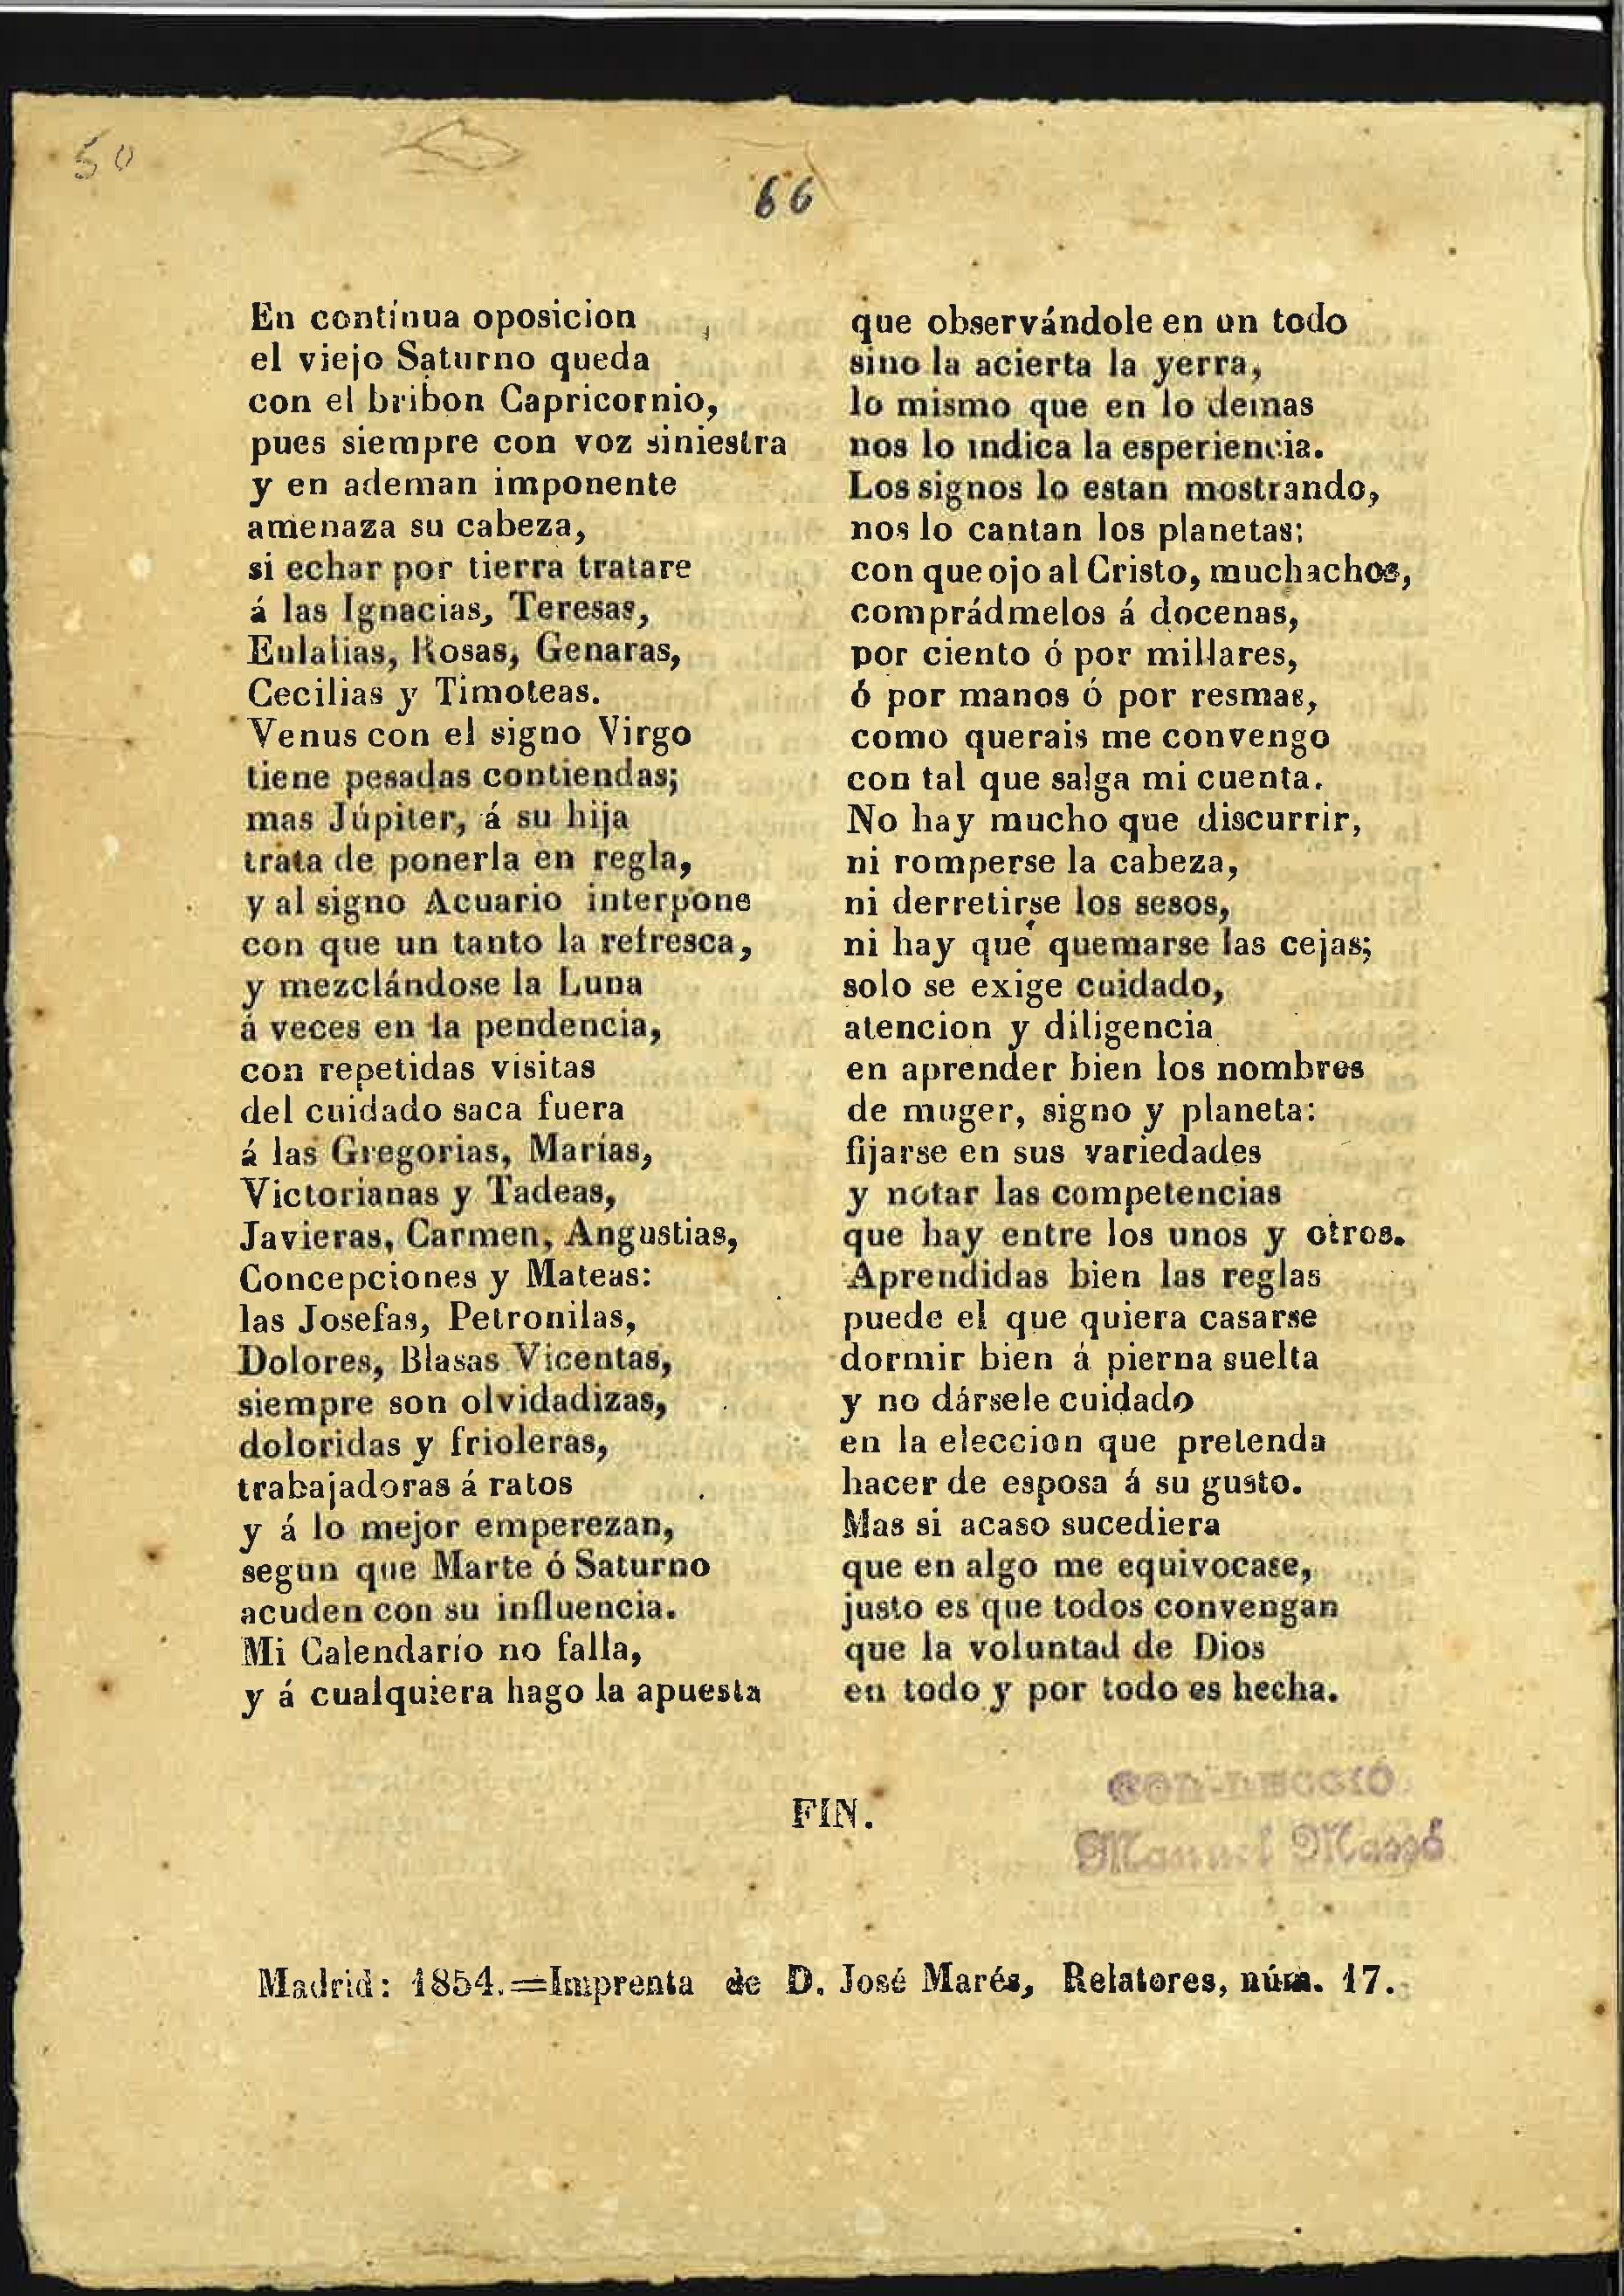 50
66
En contínua oposicion
el viejo Saturno queda
con el bribon Capricornio,
pues siempre con voz siniestra
y en ademan imponente
amenaza su cabeza,
si echar por tierra tratare
á las Ignacias, Teresas,
Eulalias, Rosas, Genaras,
Cecilias y Timoteas.
Venus con el signo Virgo
tiene pesadas contiendas;
mas Júpiter, á su hija
trata de ponerla en regla,
y al signo Acuario interpone
con que un tanto la refresca,
y mezclándose la Luna
á veces en la pendencia,
con repetidas visitas
del cuidado saca fuera
á las Gregorias, Marías,
Victorianas y Tadeas,
Javieras, Carmen, Angustias,
Concepciones y Mateas:
las Josefas, Petronilas,
Dolores, Blasas Vicentas,
siempre son olvidadizas,
doloridas y frioleras,
trabajadoras á ratos
y á lo mejor emperezan,
segun que Marte ó Saturno
acuden con su influencia.
Mi Calendario no falla,
y á cualquiera hago la apuesta
que observándole en un todo
sino la acierta la yerra,
lo mismo que en lo demas
nos lo indica la esperiencia.
Los signos lo estan mostrando,
nos lo cantan los planetas;
con que ojo al Cristo, muchachos,
comprádmelos á docenas,
por ciento ó por millares,
ó por manos ó por resmas,
como querais me convengo
con tal que salga mi cuenta.
No hay mucho que discurrir,
ni romperse la cabeza,
ni derretirse los sesos,
ni hay que quemarse las cejas;
solo se exige cuidado,
atencion y diligencia
en aprender bien los nombres
de muger, signo y planeta:
fijarse en sus variedades
y notar las competencias
que hay entre los unos y otros.
Aprendidas bien las reglas
puede el que quiera casarse
dormir bien á pierna suelta
y no dársele cuidado
en la eleccion que pretenda
hacer de esposa á su gusto.
Mas si acaso sucediera
que en algo me equivocase,
justo es que todos convengan
que la voluntad de Dios
en todo y por todo es hecha.
FIN.
COL·LECCIÓ
Manuel Massó
Madrid: 1854.=Imprenta de D. José Marés, Relatores, núm. 17.